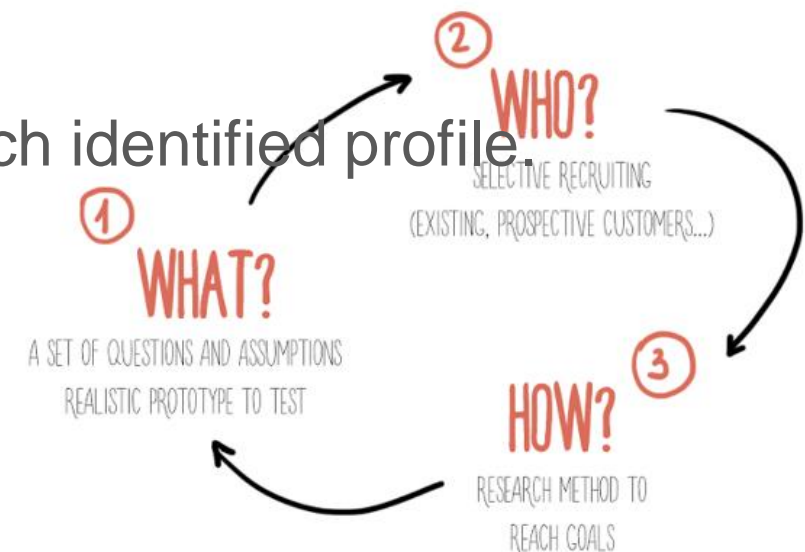 ch identified profile.
2
WHO?
SELECTIVE RECRUITING
(EXISTING, PROSPECTIVE CUSTOMERS...)
1
WHAT?
A SET OF QUESTIONS AND ASSUMPTIONS
REALISTIC PROTOTYPE TO TEST
3
HOW?
RESEARCH METHOD TO
REACH GOALS